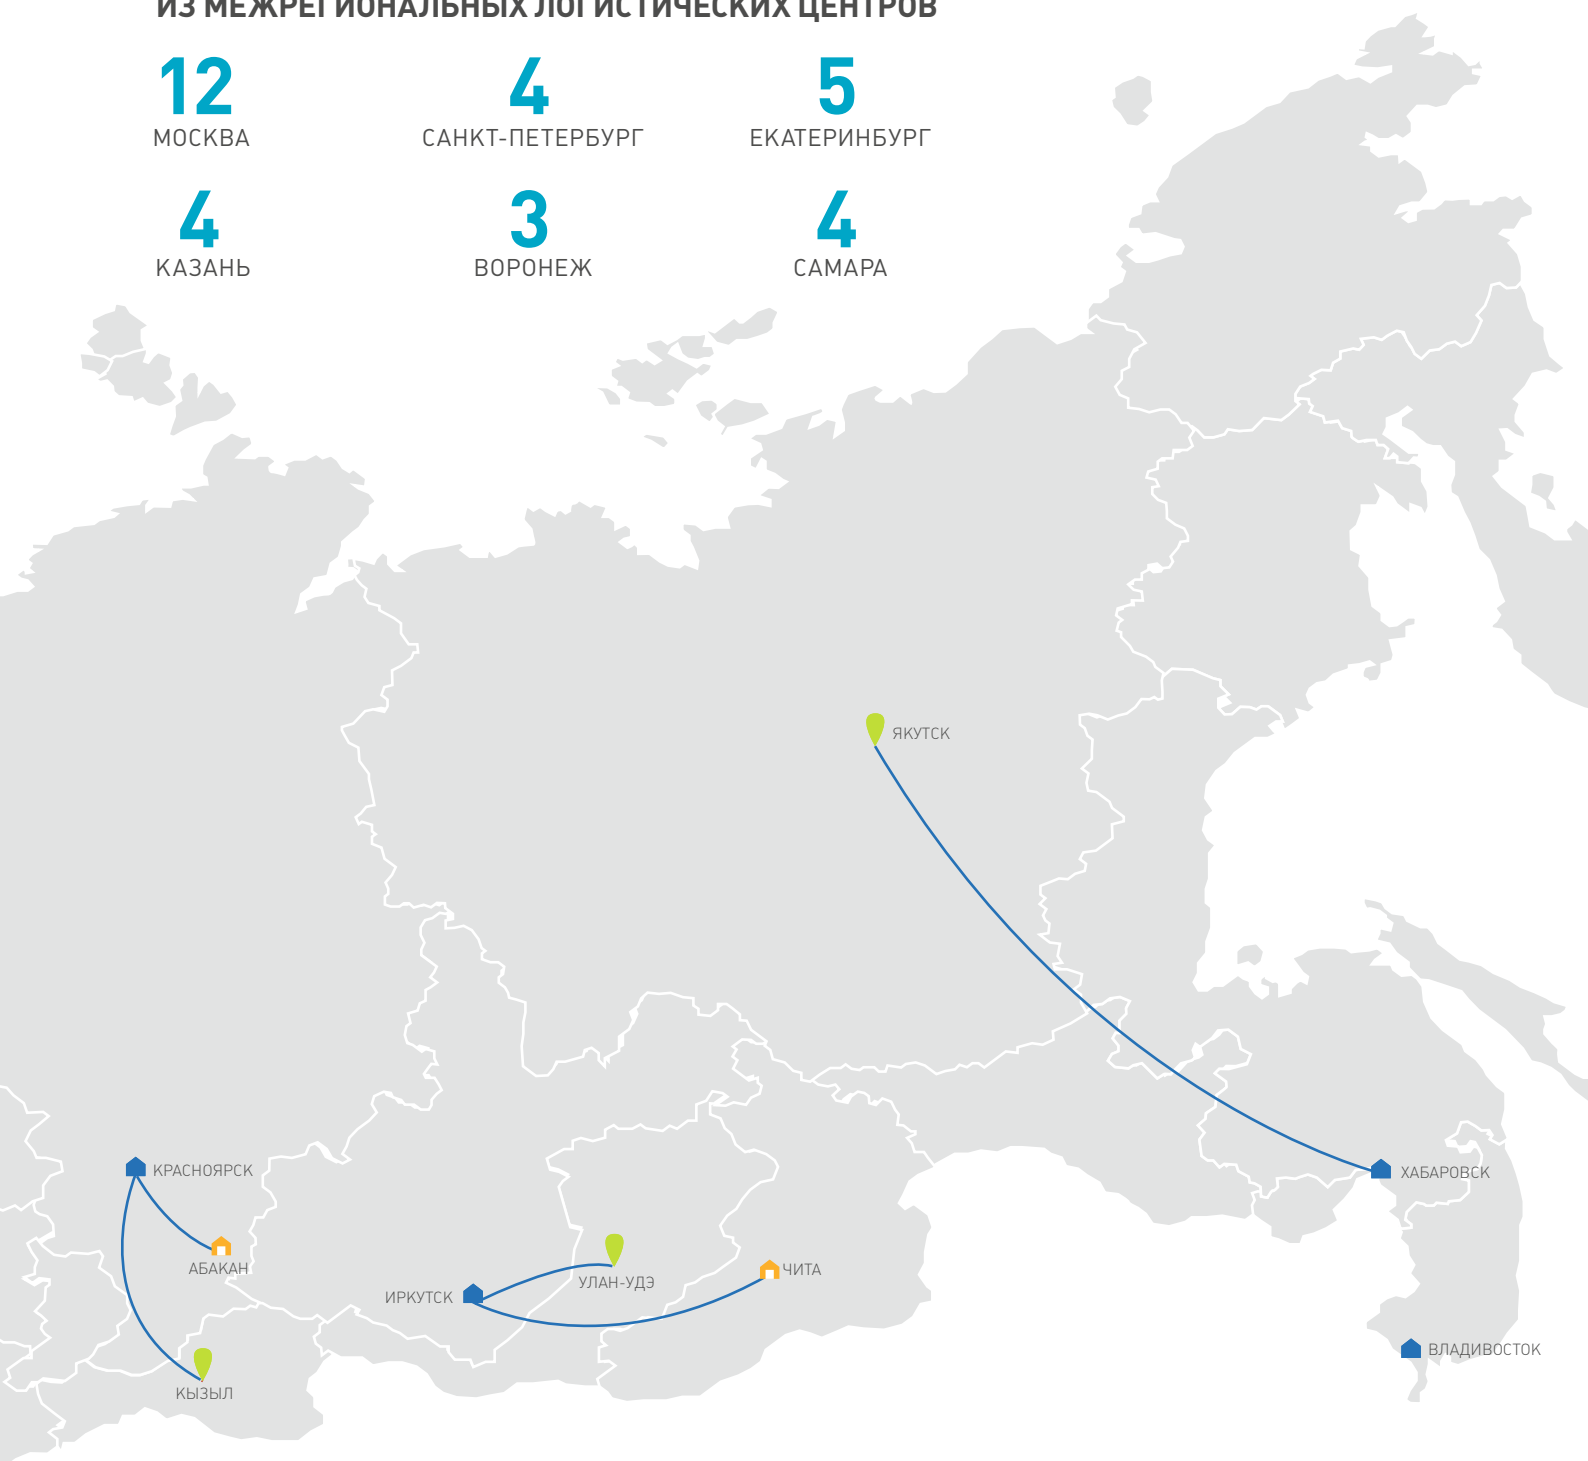 ИЗ МЕЖРЕГИОНАЛЬНЫХ ЛОГИСТИЧЕСКИХ ЦЕНТРОВ
12
МОСКВА
4
САНКТ-ПЕТЕРБУРГ
5
ЕКАТЕРИНБУРГ
4
КАЗАНЬ
3
ВОРОНЕЖ
4
САМАРА
ЯКУТСК
КРАСНОЯРСК
ХАБАРОВСК
АБАКАН
УЛАН-УДЭ
ЧИТА
ИРКУТСК
ВЛАДИВОСТОК
КЫЗЫЛ